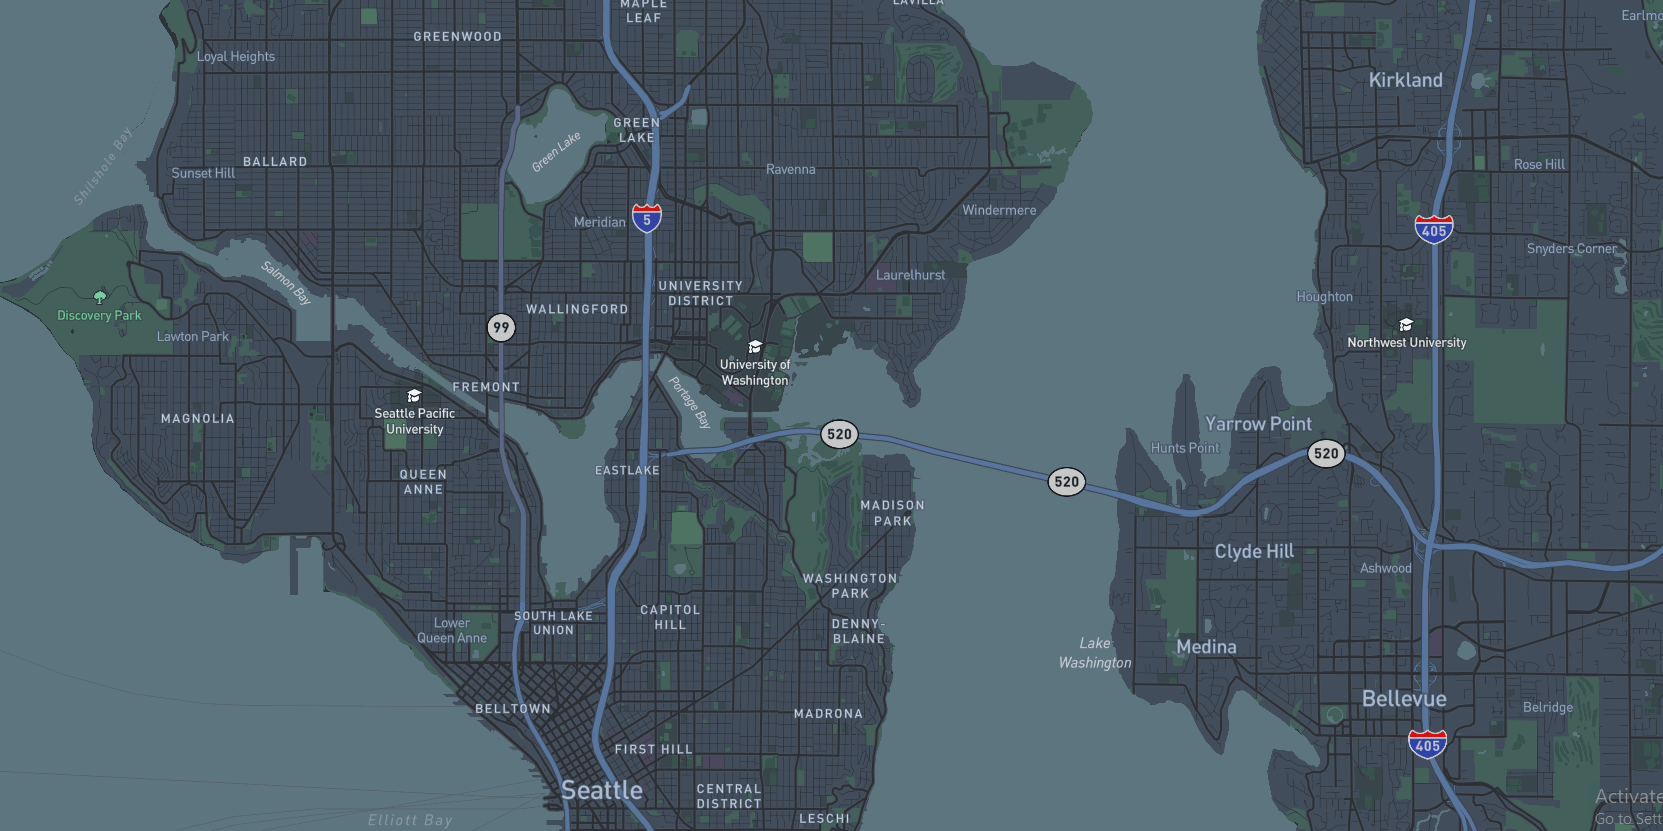 MAPLE
LEAF
GREENWOOD
Loyal Heights
Kirkland
Shilshole Bay
GREEN
LAKE
Green Lake
BALLARD
Sunset Hill
Ravenna
Rose Hill
Meridian
5
Windermere
405
Snyders Corner
Salmon Bay
Laurelhurst
UNIVERSITY
DISTRICT
Houghton
Discovery Park
WALLINGFORD
Lawton Park
99
Northwest University
University of
Washington
FREMONT
Portage Bay
Seattle Pacific
University
MAGNOLIA
Yarrow Point
520
Hunts Point
520
EASTLAKE
QUEEN
ANNE
520
MADISON
PARK
Clyde Hill
Ashwood
WASHINGTON
PARK
SOUTH LAKE
UNION
CAPITOL
HILL
Lower
Queen Anne
DENNY-
BLAINE
Lake
Washington
Medina
Bellevue
BELLTOWN
MADRONA
Belridge
FIRST HILL
405
Seattle
CENTRAL
DISTRICT
Activate
Go to Sett
Elliott Bay
LESCHI